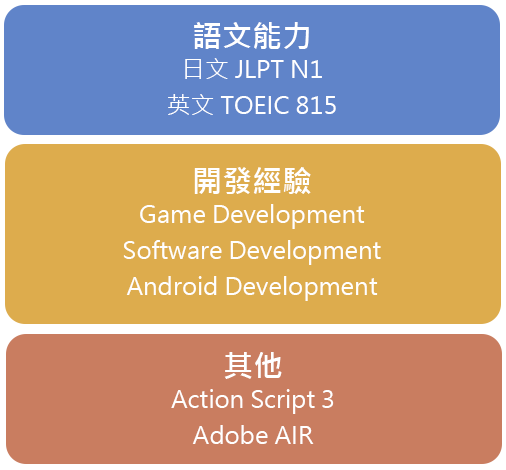 語文能力
日文 JLPT N1
英文 TOEIC 815
開發經驗
Game Development
Software Development
Android Development
其他
Action Script 3
Adobe AIR